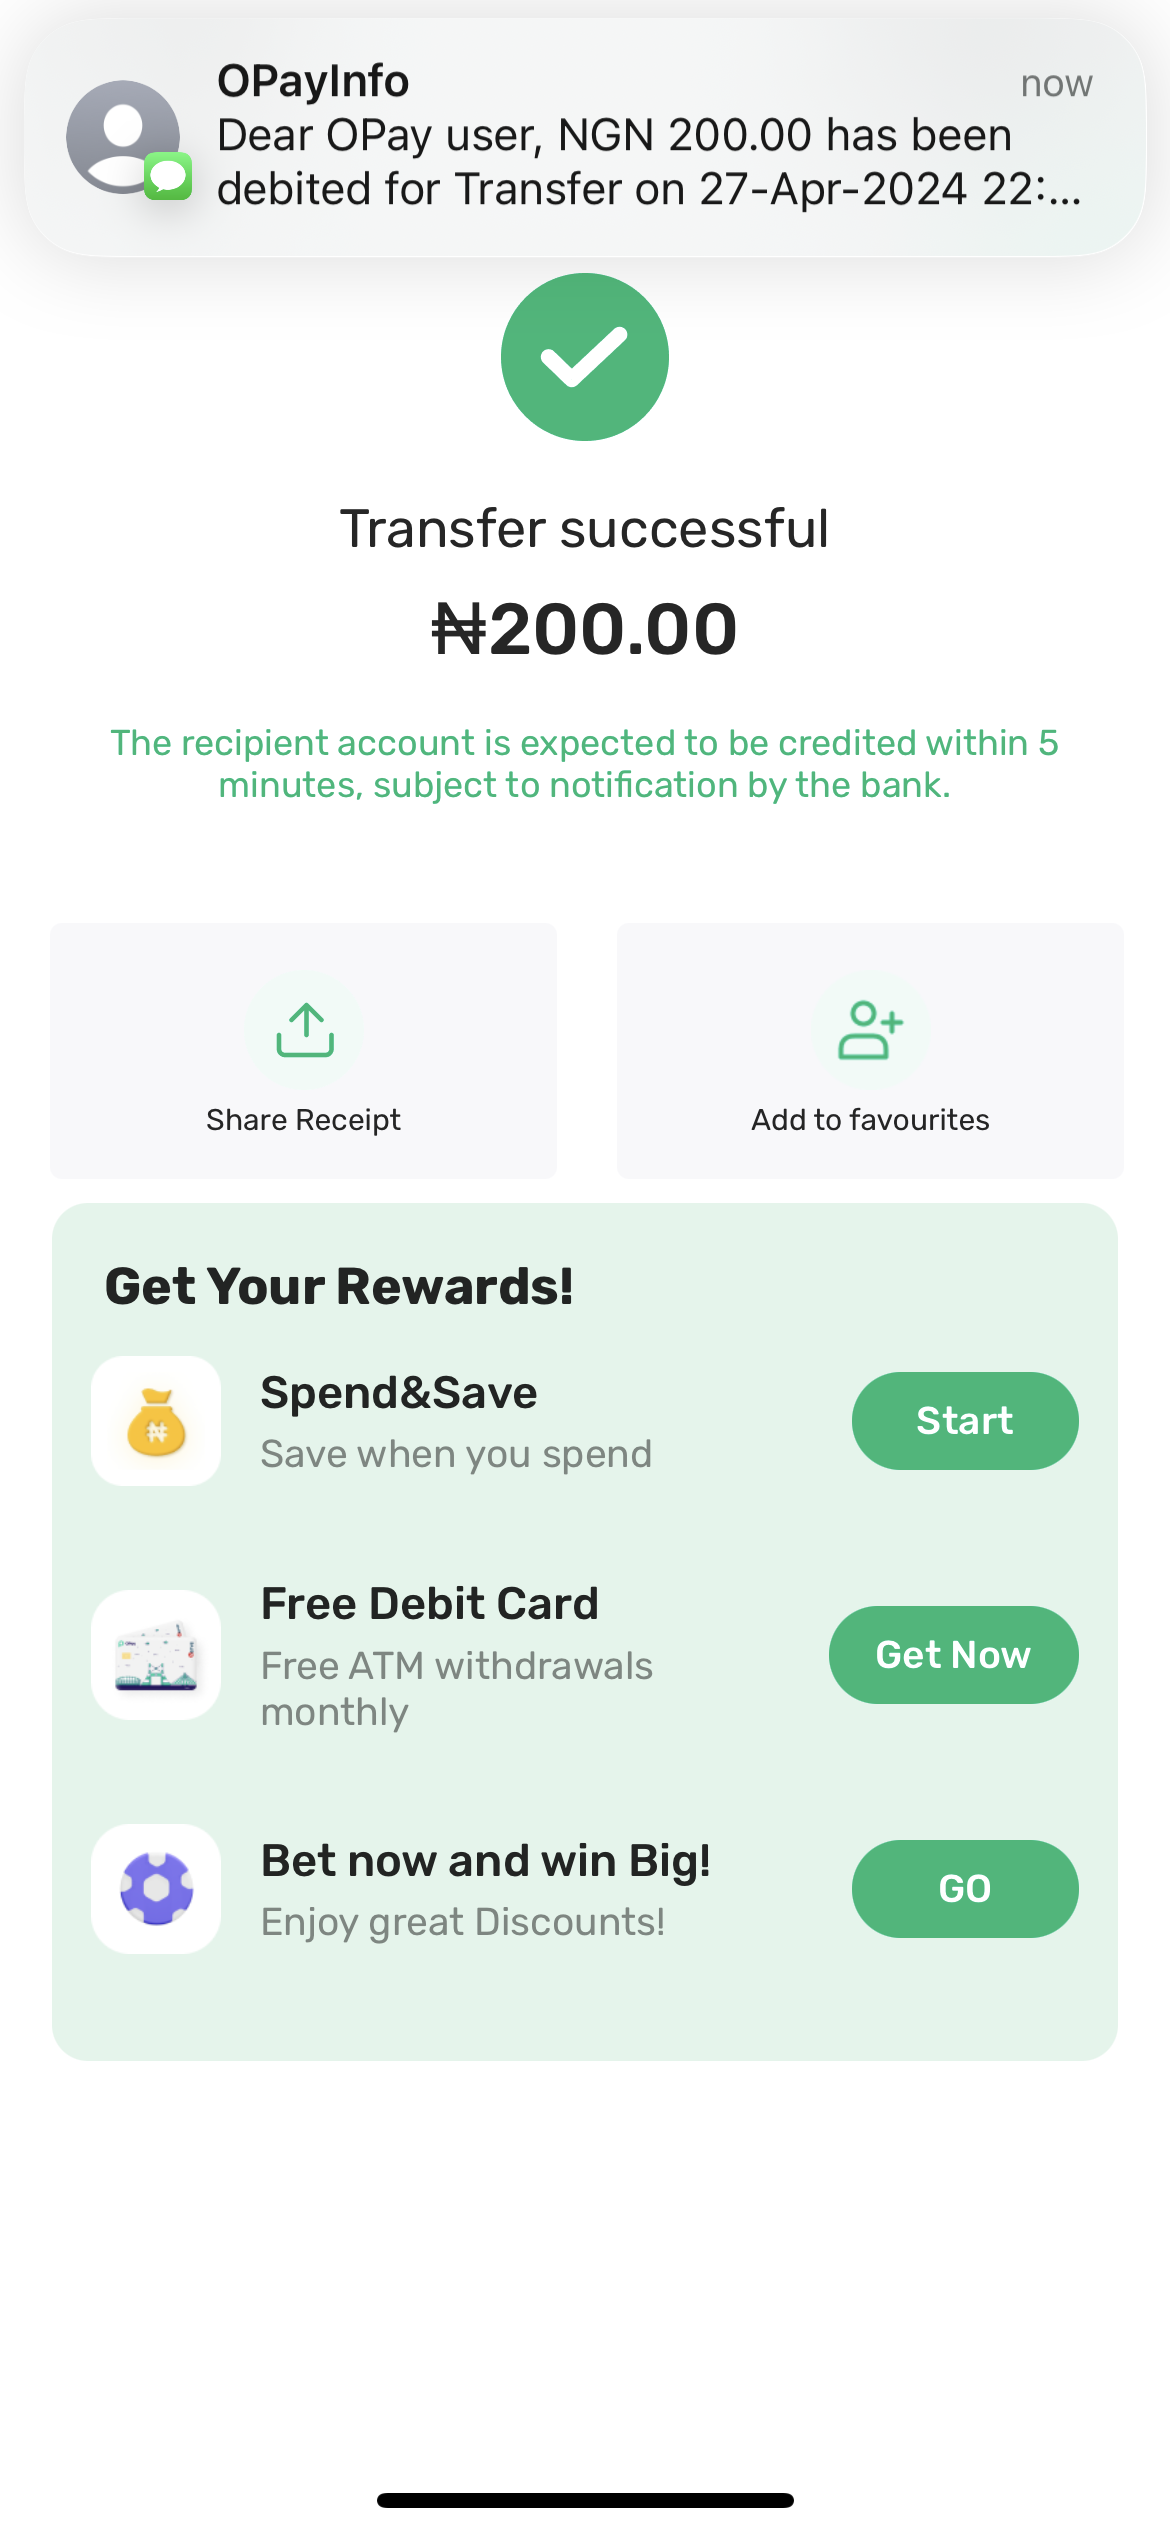 OPayInfo
now
Dear OPay user, NGN 200.00 has been
debited for Transfer on 27-Apr-2024 22:...
Transfer successful
₦200.00
The recipient account is expected to be credited within 5
minutes, subject to notification by the bank.
Share Receipt
Add to favourites
Get Your Rewards!
Spend&Save
Save when you spend
Start
Free Debit Card
Free ATM withdrawals
monthly
Get Now
Bet now and win Big!
Enjoy great Discounts!
GO